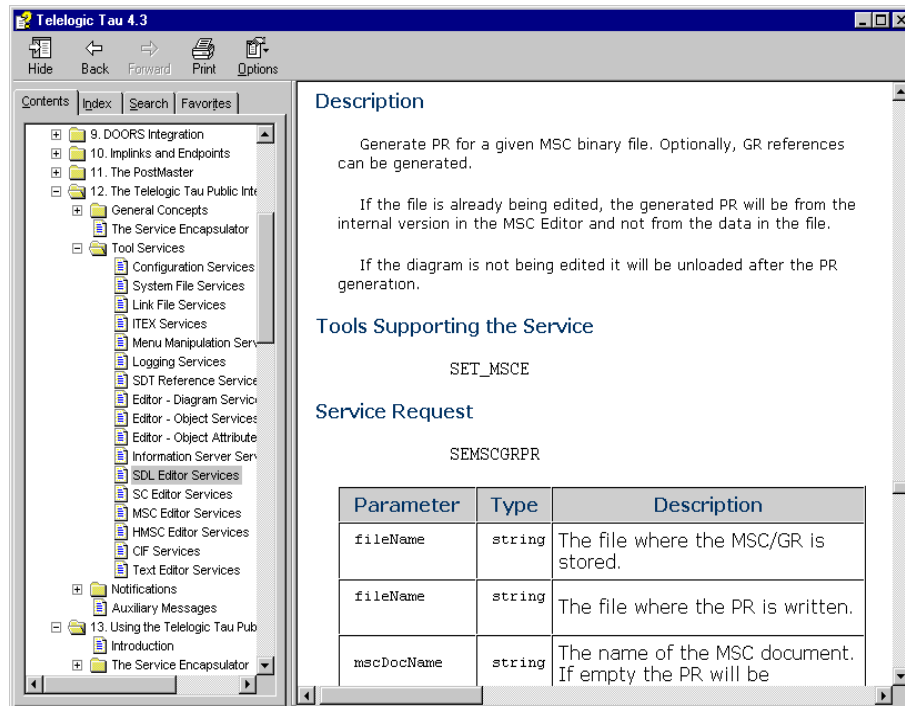 Telelogic Tau 4.3
Hide Back Forward Print Options
Contents Index Search Favorites
9. DOORS Integration
10. Implinks and Endpoints
11. The PostMaster
12. The Telelogic Tau Public Inte
General Concepts
The Service Encapsulator
Tool Services
Configuration Services
System File Services
Link File Services
ITEX Services
Menu Manipulation Serv
Logging Services
SDT Reference Service
Editor - Diagram Servic
Editor - Object Services
Editor - Object Attribute
Information Server Serv
SDL Editor Services
SC Editor Services
MSC Editor Services
HMSC Editor Services
CIF Services
Text Editor Services
Notifications
Auxiliary Messages
13. Using the Telelogic Tau Pub
Introduction
The Service Encapsulator
Description
Generate PR for a given MSC binary file. Optionally, GR references
can be generated.
If the file is already being edited, the generated PR will be from the
internal version in the MSC Editor and not from the data in the file.
If the diagram is not being edited it will be unloaded after the PR
generation.
Tools Supporting the Service
SET_MSCE
Service Request
SEMSCGRPR
Parameter Type Description
fileName string The file where the MSC/GR is
stored.
fileName string The file where the PR is written.
mscDocName string The name of the MSC document.
If empty the PR will be